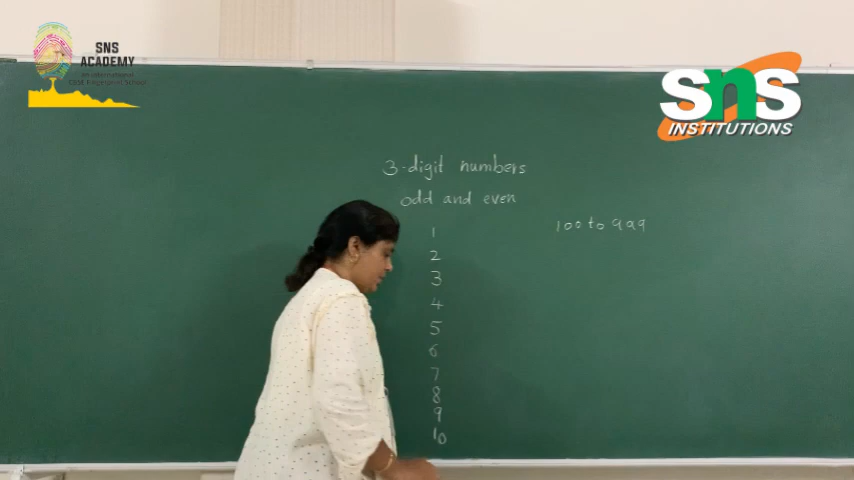 SNS
ACADEMY
SNS
INSTITUTIONS
3-digit numbers
odd and even
100 to 999
1
2
3
4
5
6
7
8
9
10